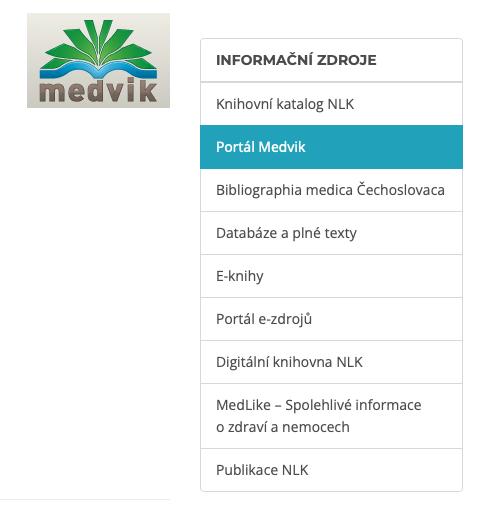 medvik
INFORMAČNÍ ZDROJE
Knihovní katalog NLK
Portál Medvik
Bibliographia medica Čechoslovaca
Databáze a plné texty
E-knihy
Portál e-zdrojů
Digitální knihovna NLK
MedLike – Spolehlivé informace
o zdraví a nemocech
Publikace NLK